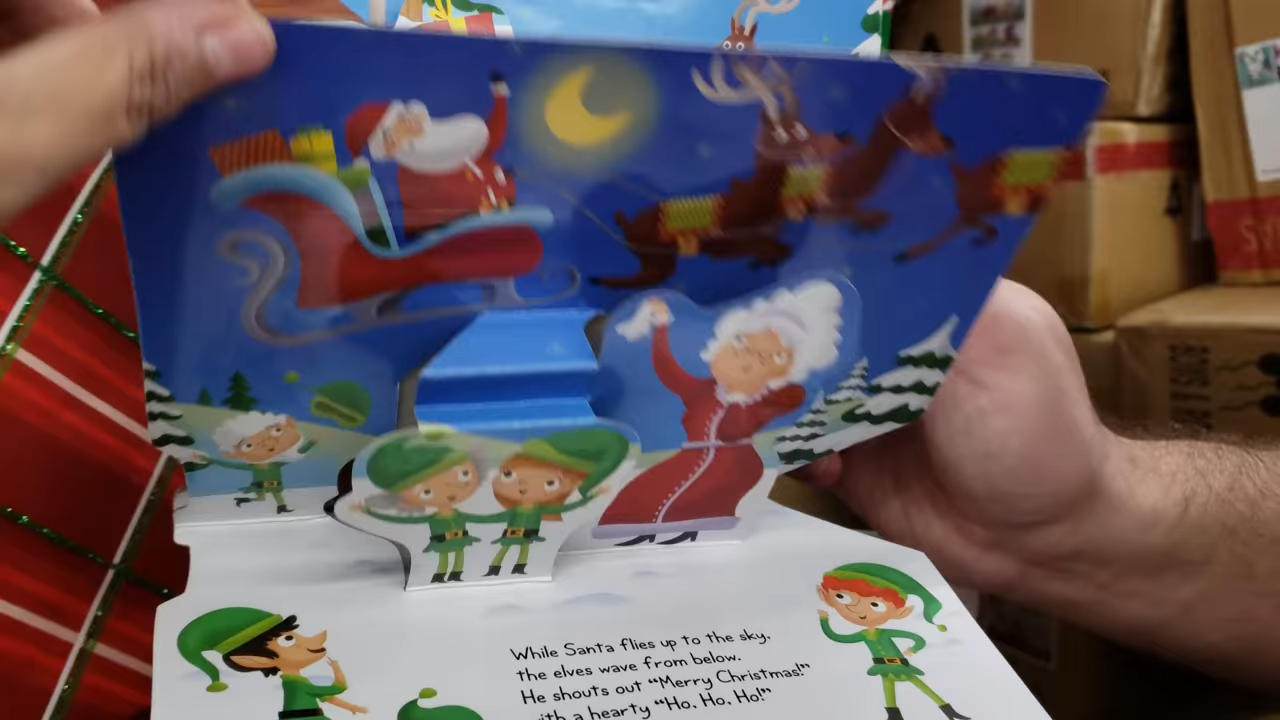 While Santa flies up to the sky,
the elves wave from below.
He shouts out “Merry Christmas!”
with a hearty “Ho, Ho, Ho!”